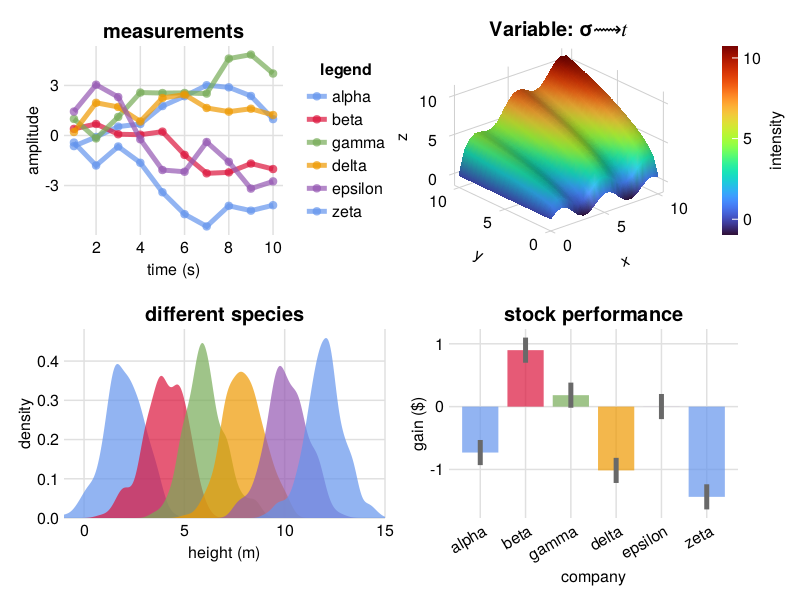 measurements
amplitude
3
0
-3
2
4
6
8
10
time (s)
legend
alpha
beta
gamma
delta
epsilon
zeta
Variable: σ⟿𝑡
z
10
5
0
10
5
0
y
0
5
10
x
10
5
0
intensity
different species
density
0.4
0.3
0.2
0.1
0.0
0
5
10
15
height (m)
stock performance
gain ($)
1
0
-1
alpha
beta
gamma
delta
epsilon
zeta
company